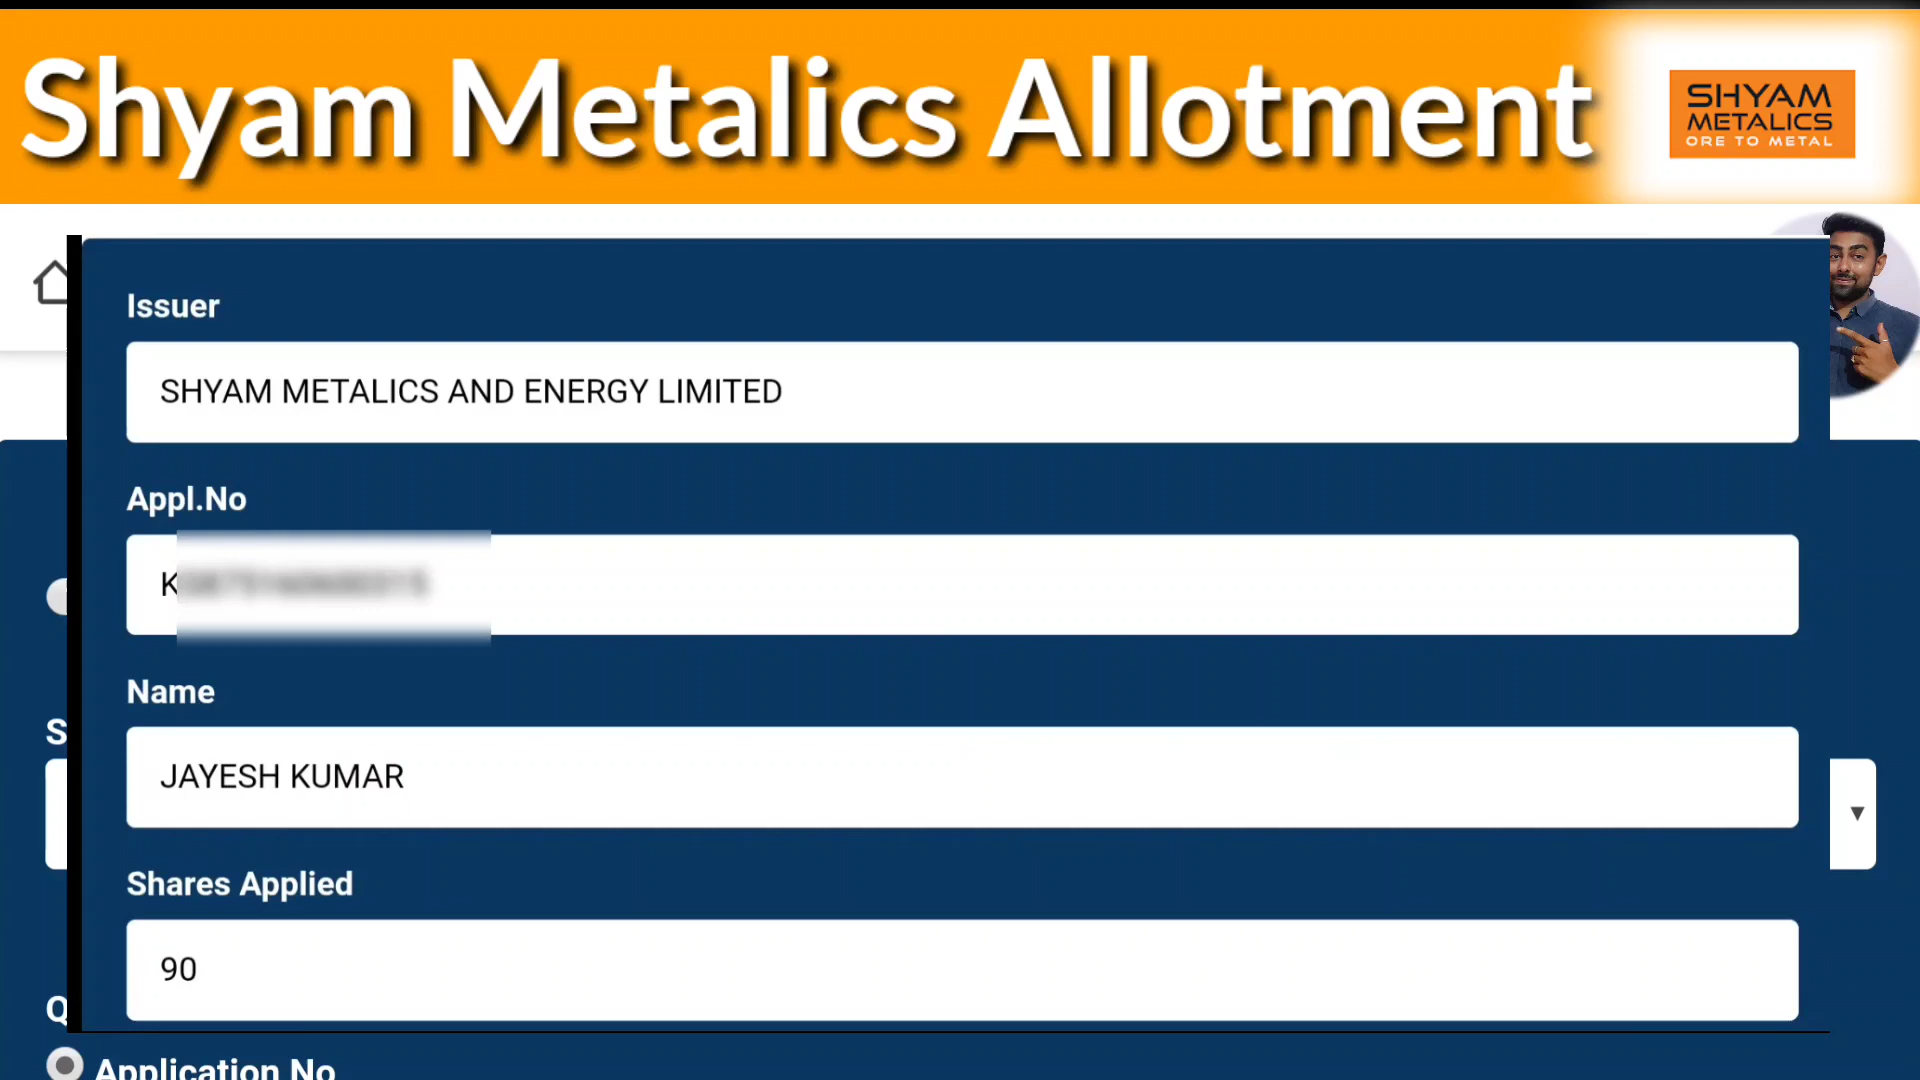 Shyam Metalics Allotment
SHYAM
METALICS
ORE TO METAL
Issuer
SHYAM METALICS AND ENERGY LIMITED
Appl.No
K
Name
JAYESH KUMAR
S
Shares Applied
90
Q
Application No